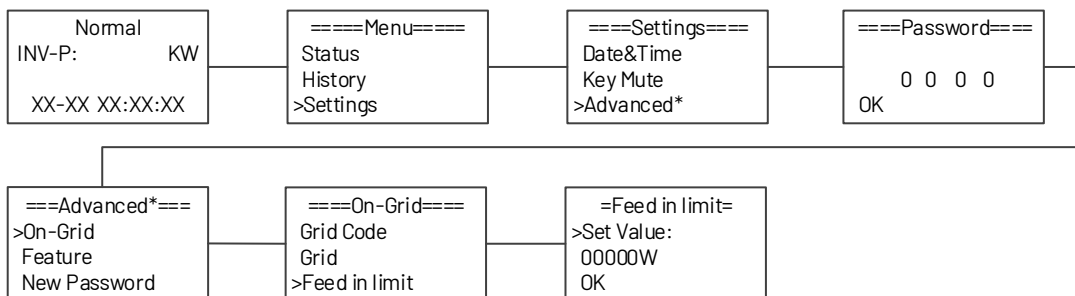 Normal
INV-P: KW
XX-XX XX:XX:XX
=====Menu=====
Status
History
>Settings
====Settings====
Date&Time
Key Mute
>Advanced*
====Password====
0 0 0 0
OK
===Advanced*===
>On-Grid
Feature
New Password
====On-Grid====
Grid Code
Grid
>Feed in limit
=Feed in limit=
>Set Value:
00000W
OK